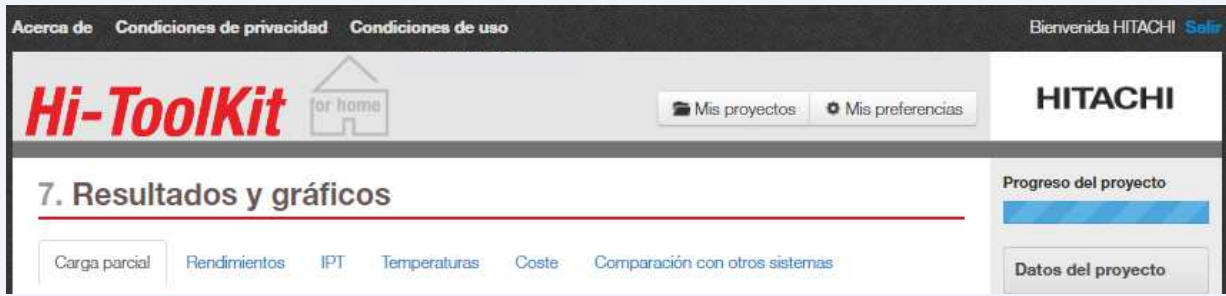 Acerca de Condiciones de privacidad Condiciones de uso Bienvenida HITACHI Salir
Hi-ToolKit for home Mis proyectos Mis preferencias HITACHI
7. Resultados y gráficos
Progreso del proyecto
Carga parcial Rendimientos IPT Temperaturas Coste Comparación con otros sistemas
Datos del proyecto